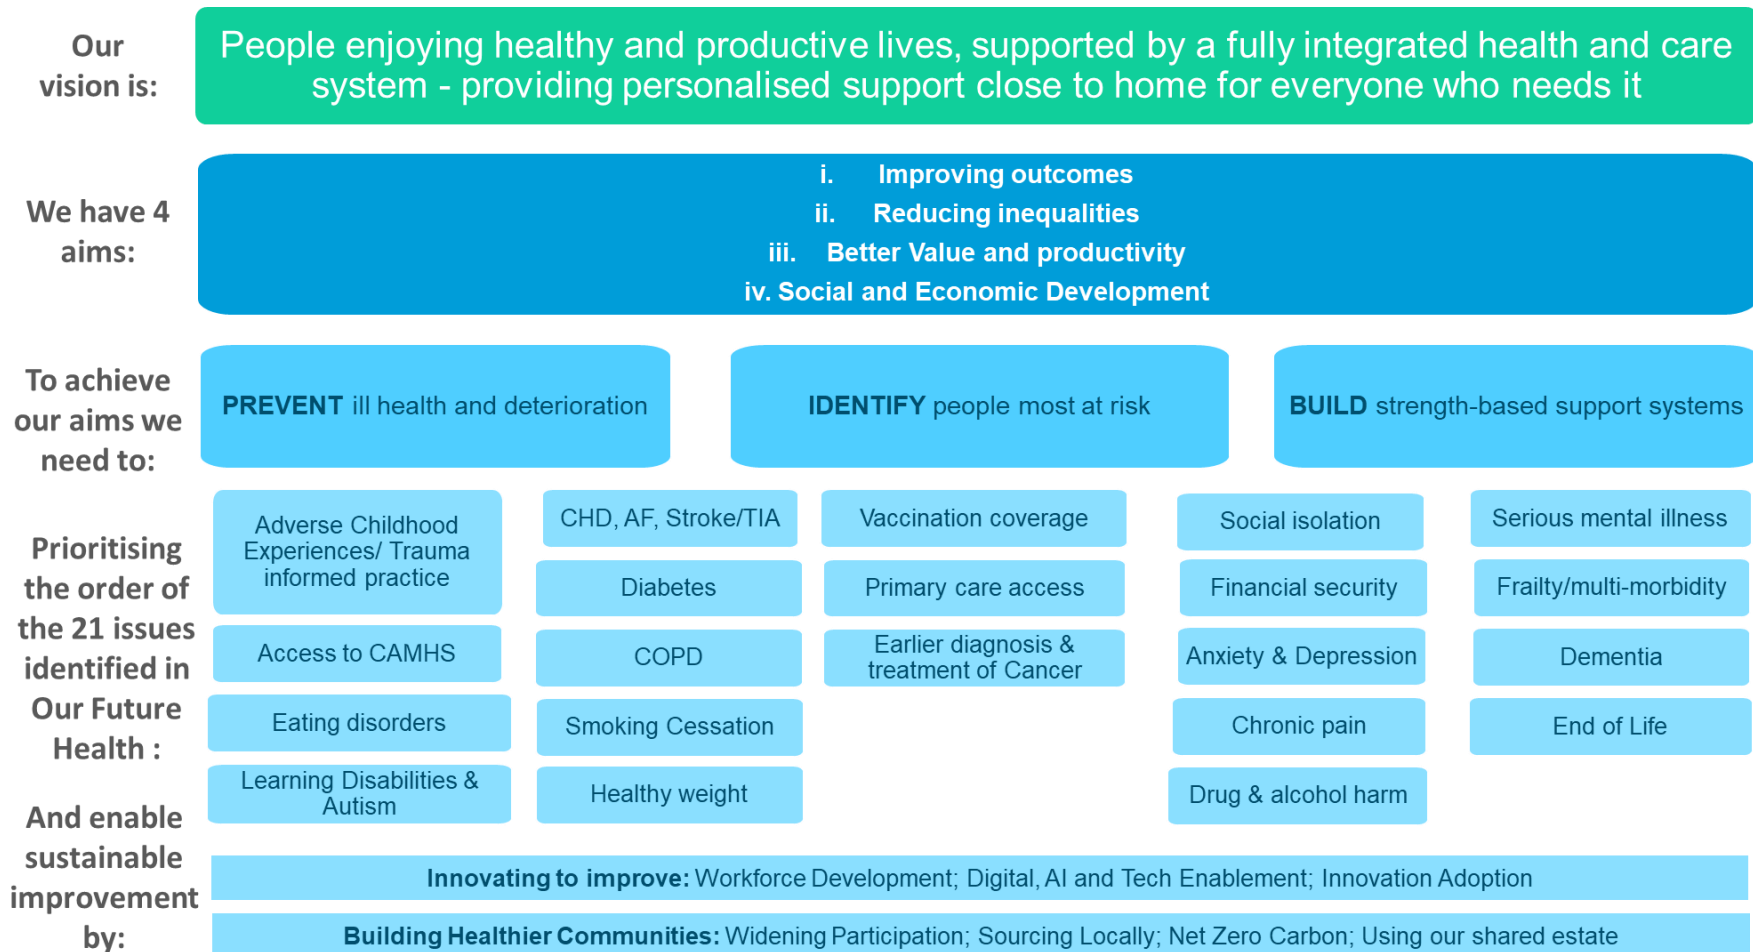 Our
vision is:
People enjoying healthy and productive lives, supported by a fully integrated health and care
system - providing personalised support close to home for everyone who needs it
We have 4
aims:
i. Improving outcomes
ii. Reducing inequalities
iii. Better Value and productivity
iv. Social and Economic Development
To achieve
our aims we
need to:
PREVENT ill health and deterioration
IDENTIFY people most at risk
BUILD strength-based support systems
Prioritising
the order of
the 21 issues
identified in
Our Future
Health :
Adverse Childhood
Experiences/ Trauma
informed practice
Access to CAMHS
Eating disorders
Learning Disabilities &
Autism
CHD, AF, Stroke/TIA
Diabetes
COPD
Smoking Cessation
Healthy weight
Vaccination coverage
Primary care access
Earlier diagnosis &
treatment of Cancer
Social isolation
Financial security
Anxiety & Depression
Chronic pain
Drug & alcohol harm
Serious mental illness
Frailty/multi-morbidity
Dementia
End of Life
And enable
sustainable
improvement
by:
Innovating to improve: Workforce Development; Digital, AI and Tech Enablement; Innovation Adoption
Building Healthier Communities: Widening Participation; Sourcing Locally; Net Zero Carbon; Using our shared estate